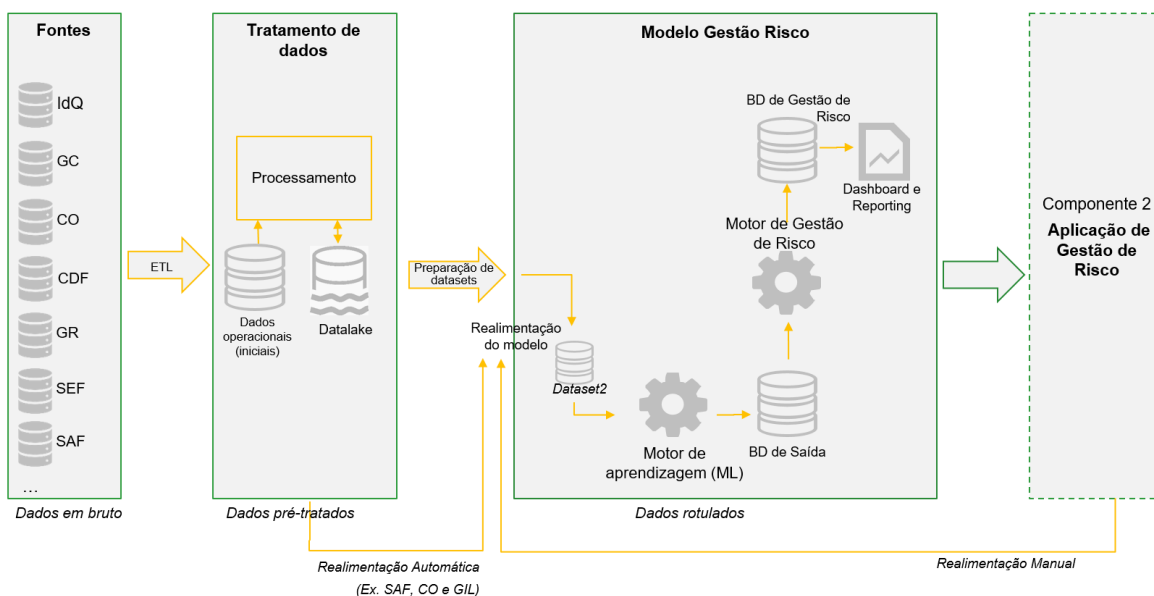 Fontes
IdQ
GC
CO
CDF
GR
SEF
SAF
...
Dados em bruto
ETL
Tratamento de
dados
Processamento
Dados
operacionais
(iniciais)
Datalake
Dados pré-tratados
Preparação de
datasets
Modelo Gestão Risco
BD de Gestão de
Risco
Dashboard e
Reporting
Motor de Gestão
de Risco
Realimentação
do modelo
Dataset2
Motor de
aprendizagem (ML)
BD de Saída
Dados rotulados
Componente 2
Aplicação de
Gestão de
Risco
Realimentação Automática
(Ex. SAF, CO e GIL)
Realimentação Manual